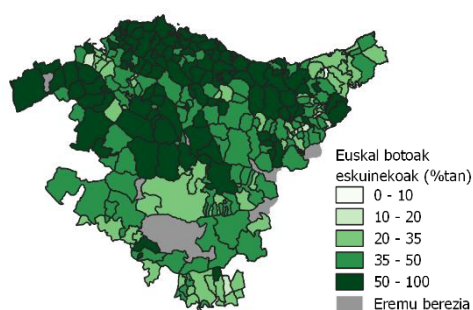 Euskal botoak
eskuinekoak (%tan)
0 - 10
10 - 20
20 - 35
35 - 50
50 - 100
Eremu berezia